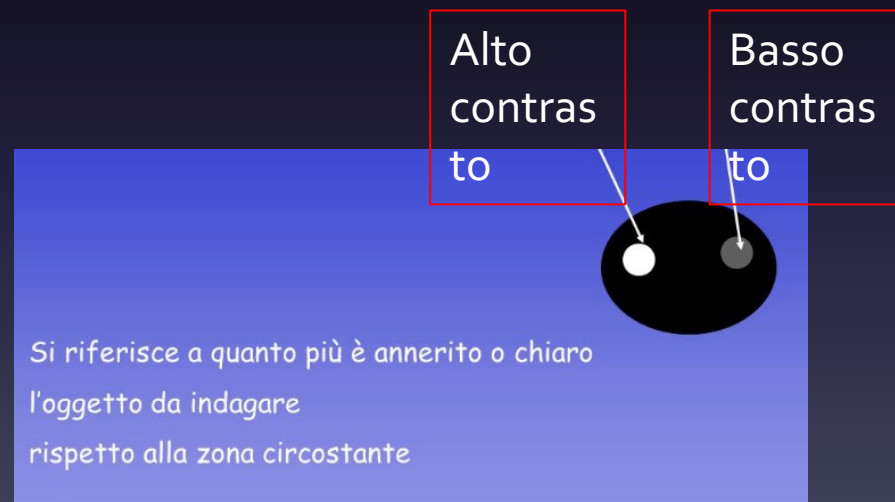 Alto
contras
to
Basso
contras
to
Si riferisce a quanto più è annerito o chiaro
l'oggetto da indagare
rispetto alla zona circostante